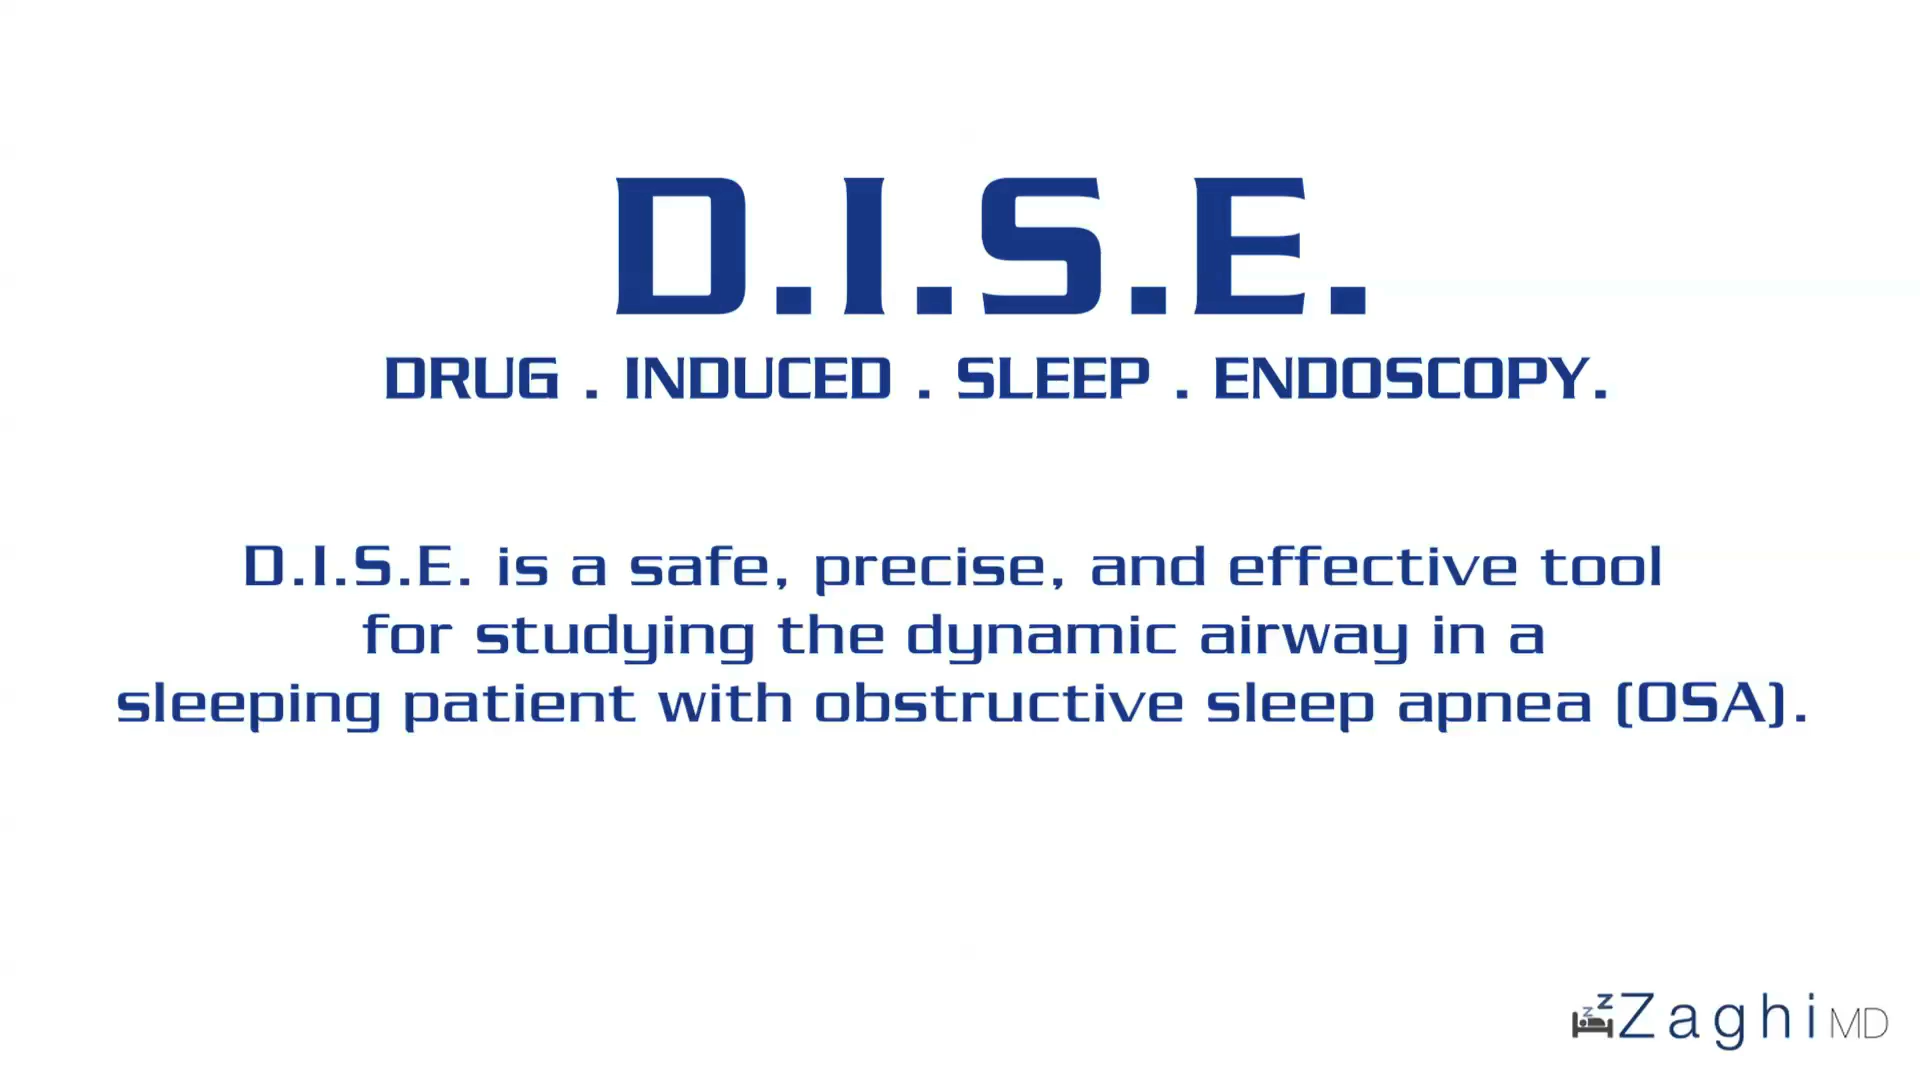 D.I.S.E.
DRUG . INDUCED . SLEEP . ENDOSCOPY.
D.I.S.E. is a safe, precise, and effective tool
for studying the dynamic airway in a
sleeping patient with obstructive sleep apnea (OSA).
zzZaghiMD